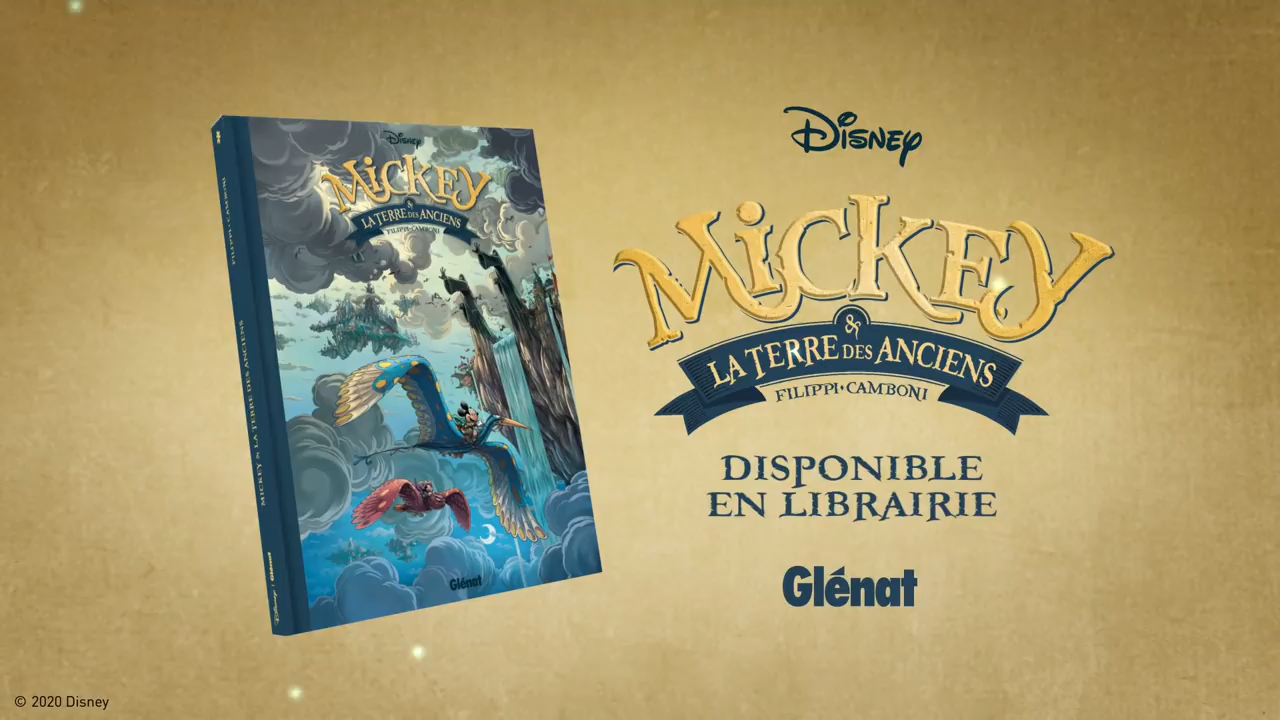 Disney
MiCKEY
&
LA TERRE DES ANCIENS
FILIPPI • CAMBONI
Glénat
FILIPPI • CAMBONI
MICKEY & LA TERRE DES ANCIENS
Disney | Glénat
Disney
MiCKEY
&
LA TERRE DES ANCIENS
FILIPPI • CAMBONI
DISPONIBLE
EN LIBRAIRIE
Glénat
© 2020 Disney